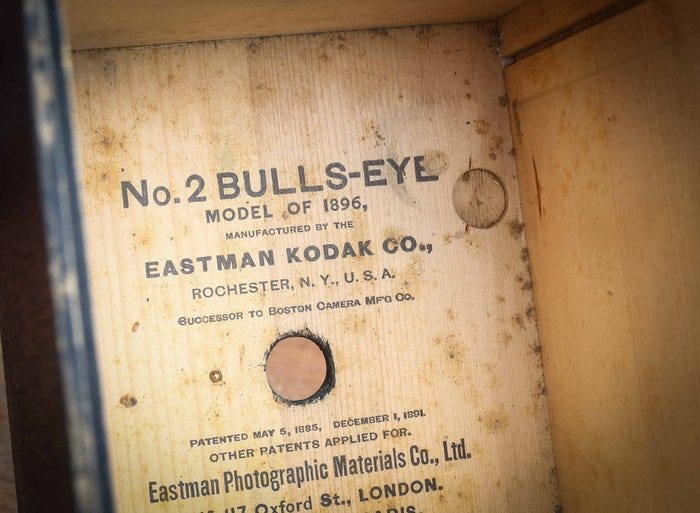 No. 2 BULLS-EYE
MODEL OF 1896,
MANUFACTURED BY THE
EASTMAN KODAK CO.,
ROCHESTER, N. Y., U. S. A.
SUCCESSOR TO BOSTON CAMERA MFG CO.
PATENTED MAY 5, 1885, DECEMBER 1, 1891.
OTHER PATENTS APPLIED FOR.
Eastman Photographic Materials Co., Ltd.
Oxford St., LONDON.